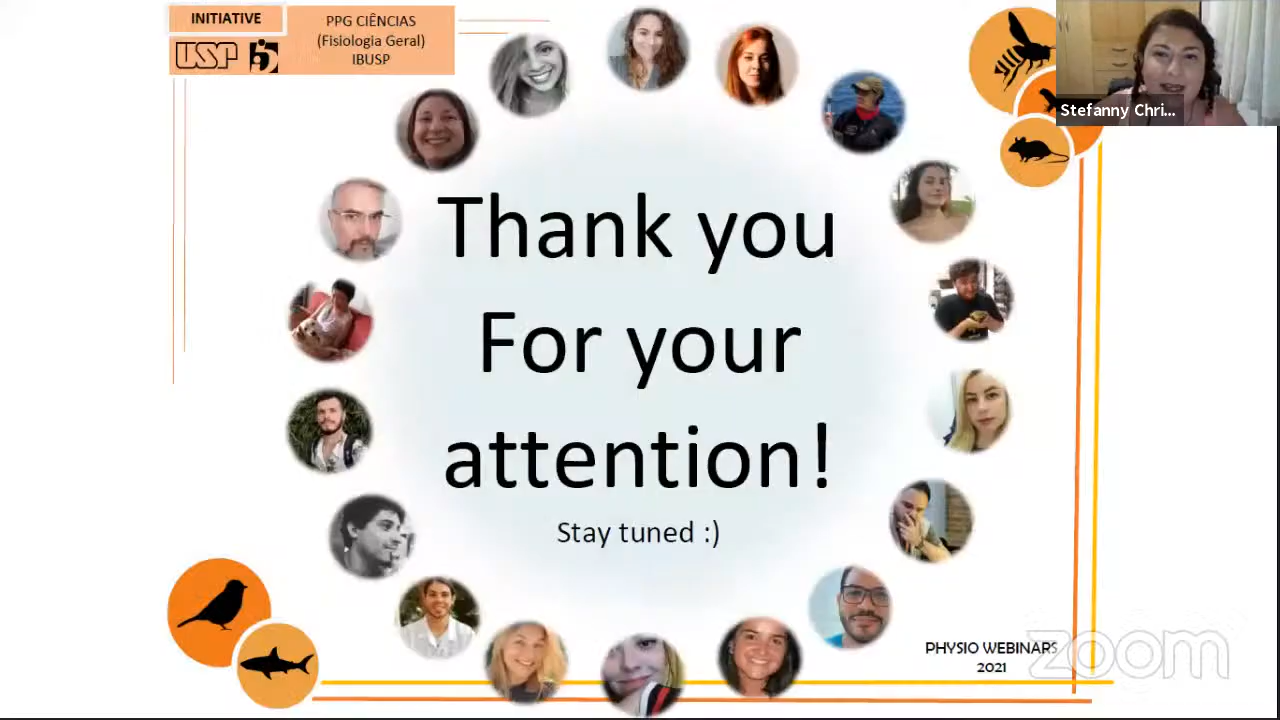 INITIATIVE
USP
PPG CIÊNCIAS
(Fisiologia Geral)
IBUSP
Stefanny Chri...
Thank you
For your
attention!
Stay tuned :)
PHYSIO WEBINARS
2021
zoom